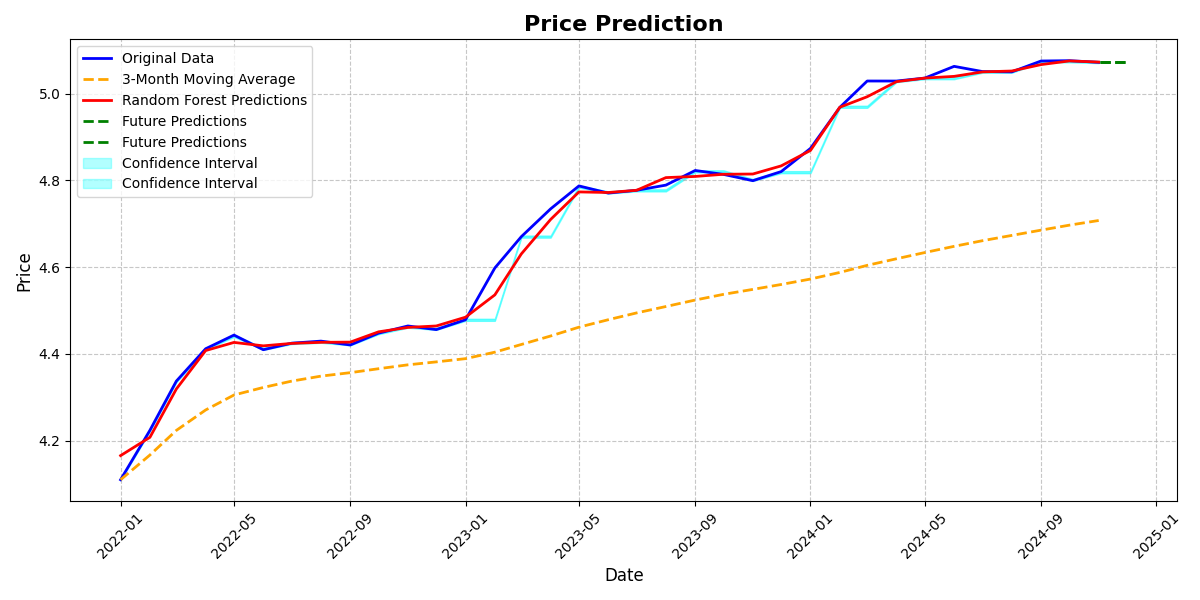 Price Prediction
Original Data
3-Month Moving Average
Random Forest Predictions
Future Predictions
Future Predictions
Confidence Interval
Confidence Interval
Price
5.0
4.8
4.6
4.4
4.2
2022-01
2022-05
2022-09
2023-01
2023-05
2023-09
2024-01
2024-05
2024-09
2025-01
Date